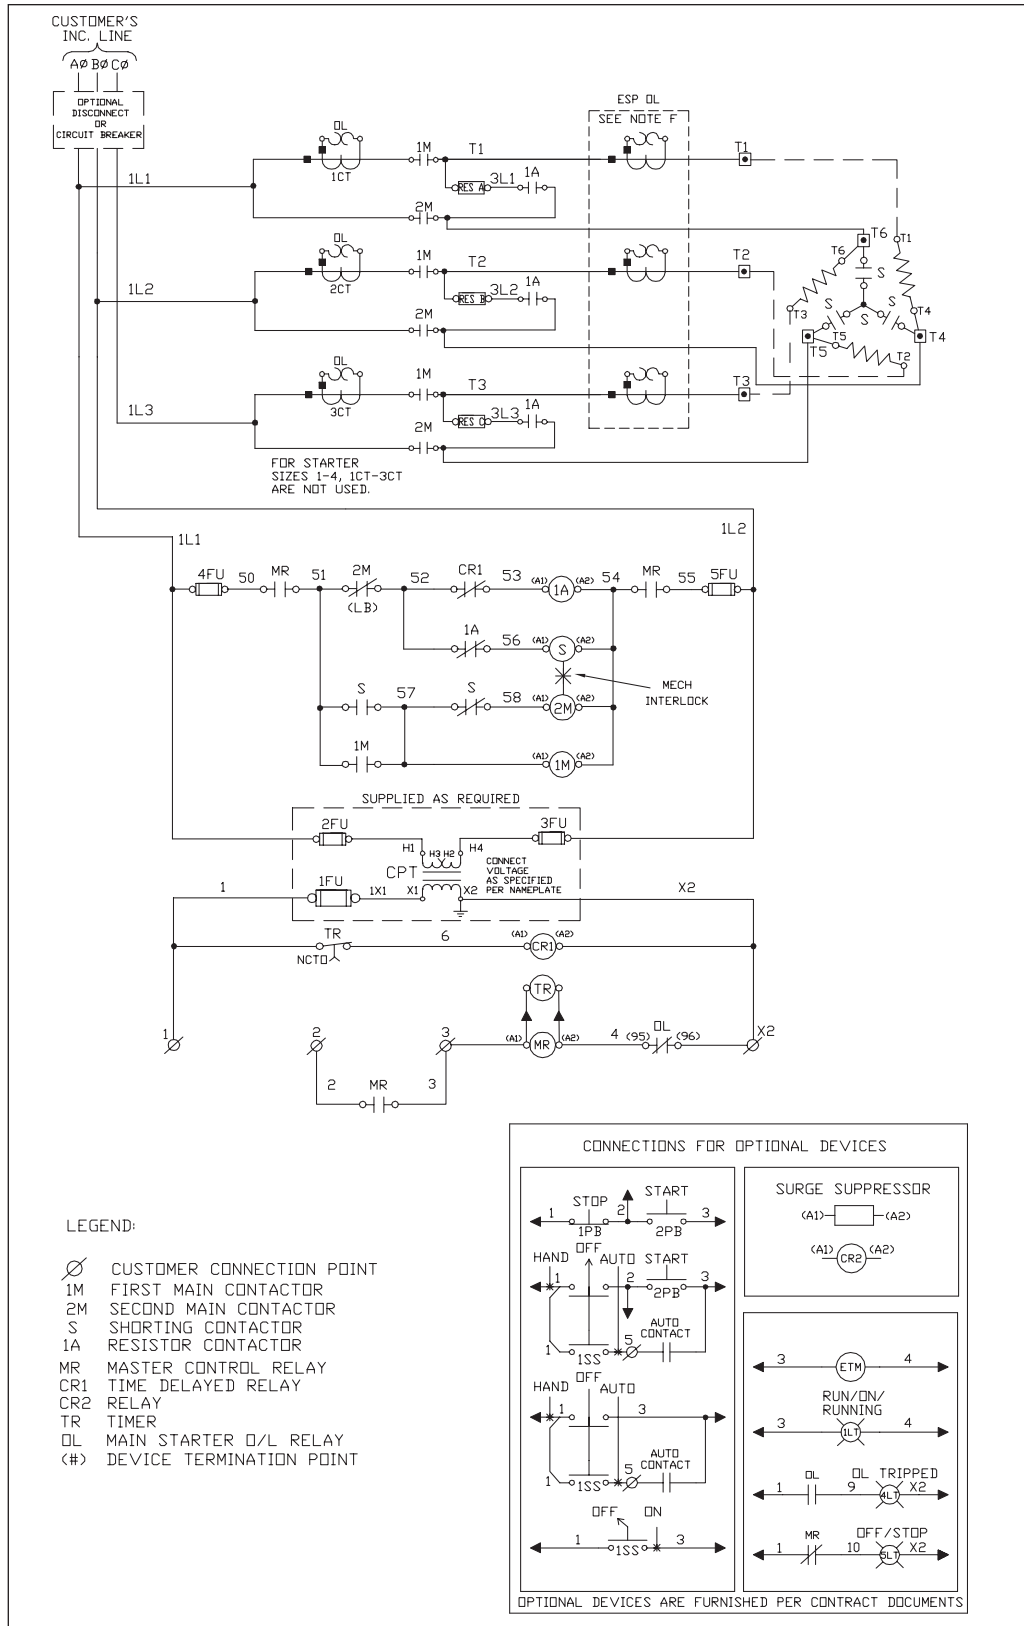 CUSTOMER'S
INC. LINE
AØ BØ CØ
OPTIONAL
DISCONNECT
OR
CIRCUIT BREAKER
ESP OL
SEE NOTE F
OL
1CT
1M
T1
RES A
3L1
1A
T1
1L1
2M
T6
T1
T6
S
OL
2CT
1M
T2
RES B
3L2
1A
T2
1L2
2M
T3
S
S
S
T4
T5
T5
T2
T4
OL
3CT
1M
T3
RES C
3L3
1A
T3
1L3
2M
FOR STARTER
SIZES 1-4, 1CT-3CT
ARE NOT USED.
1L1
1L2
4FU
50
MR
51
2M
(LB)
52
CR1
53
(A1)
1A
(A2)
54
MR
55
5FU
1A
56
(A1)
S
(A2)
MECH
INTERLOCK
S
57
S
58
(A1)
2M
(A2)
1M
(A1)
1M
(A2)
SUPPLIED AS REQUIRED
2FU
3FU
H1
H3 H2
H4
CPT
CONNECT
VOLTAGE
AS SPECIFIED
PER NAMEPLATE
1
1FU
1X1
X1
X2
X2
TR
NCTO
6
(A1)
CR1
(A2)
TR
1
2
3
(A1)
MR
(A2)
4
(95)
OL
(96)
X2
2
MR
3
CONNECTIONS FOR OPTIONAL DEVICES
1
STOP
1PB
2
START
2PB
3
HAND
OFF
AUTO
START
1
2
2PB
3
AUTO
CONTACT
1
1SS
5
HAND
OFF
AUTO
1
3
AUTO
CONTACT
1
1SS
5
OFF
ON
1
1SS
3
SURGE SUPPRESSOR
(A1)
(A2)
(A1)
CR2
(A2)
3
ETM
4
RUN/ON/
RUNNING
3
1LT
4
1
OL
9
OL TRIPPED
4LT
X2
1
MR
10
OFF/STOP
5LT
X2
OPTIONAL DEVICES ARE FURNISHED PER CONTRACT DOCUMENTS
LEGEND:
Ø CUSTOMER CONNECTION POINT
1M FIRST MAIN CONTACTOR
2M SECOND MAIN CONTACTOR
S SHORTING CONTACTOR
1A RESISTOR CONTACTOR
MR MASTER CONTROL RELAY
CR1 TIME DELAYED RELAY
CR2 RELAY
TR TIMER
OL MAIN STARTER O/L RELAY
(#) DEVICE TERMINATION POINT